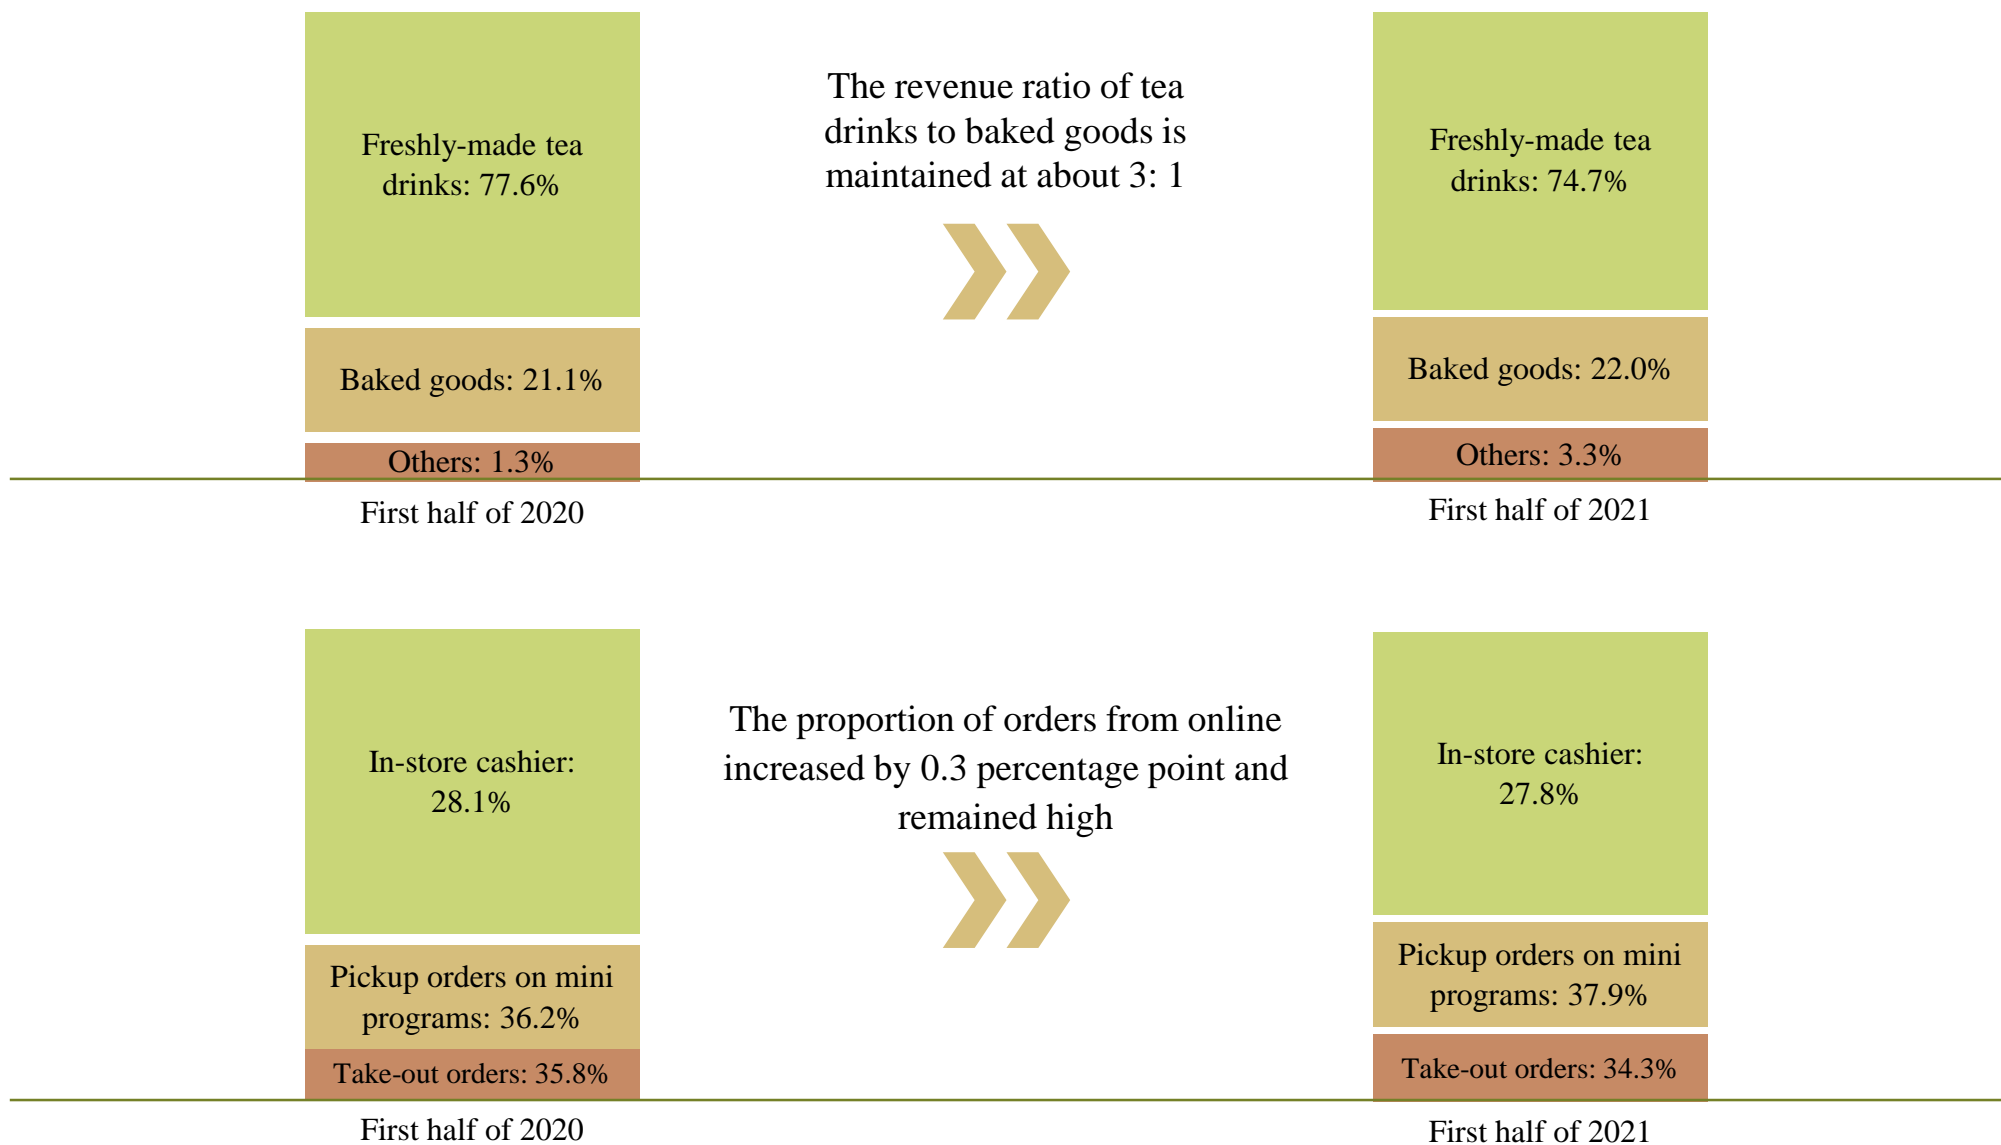 Freshly-made tea
drinks: 77.6%
Baked goods: 21.1%
Others: 1.3%
First half of 2020
The revenue ratio of tea
drinks to baked goods is
maintained at about 3: 1
Freshly-made tea
drinks: 74.7%
Baked goods: 22.0%
Others: 3.3%
First half of 2021
In-store cashier:
28.1%
Pickup orders on mini
programs: 36.2%
Take-out orders: 35.8%
First half of 2020
The proportion of orders from online
increased by 0.3 percentage point and
remained high
In-store cashier:
27.8%
Pickup orders on mini
programs: 37.9%
Take-out orders: 34.3%
First half of 2021